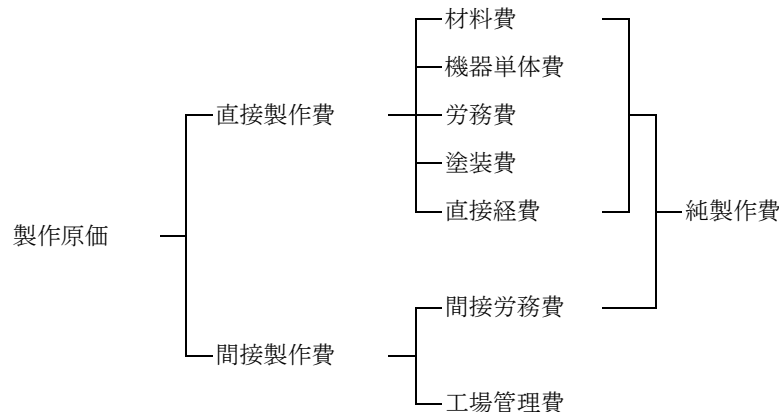 材料費
機器単体費
直接製作費
労務費
塗装費
直接経費
純製作費
製作原価
間接労務費
間接製作費
工場管理費